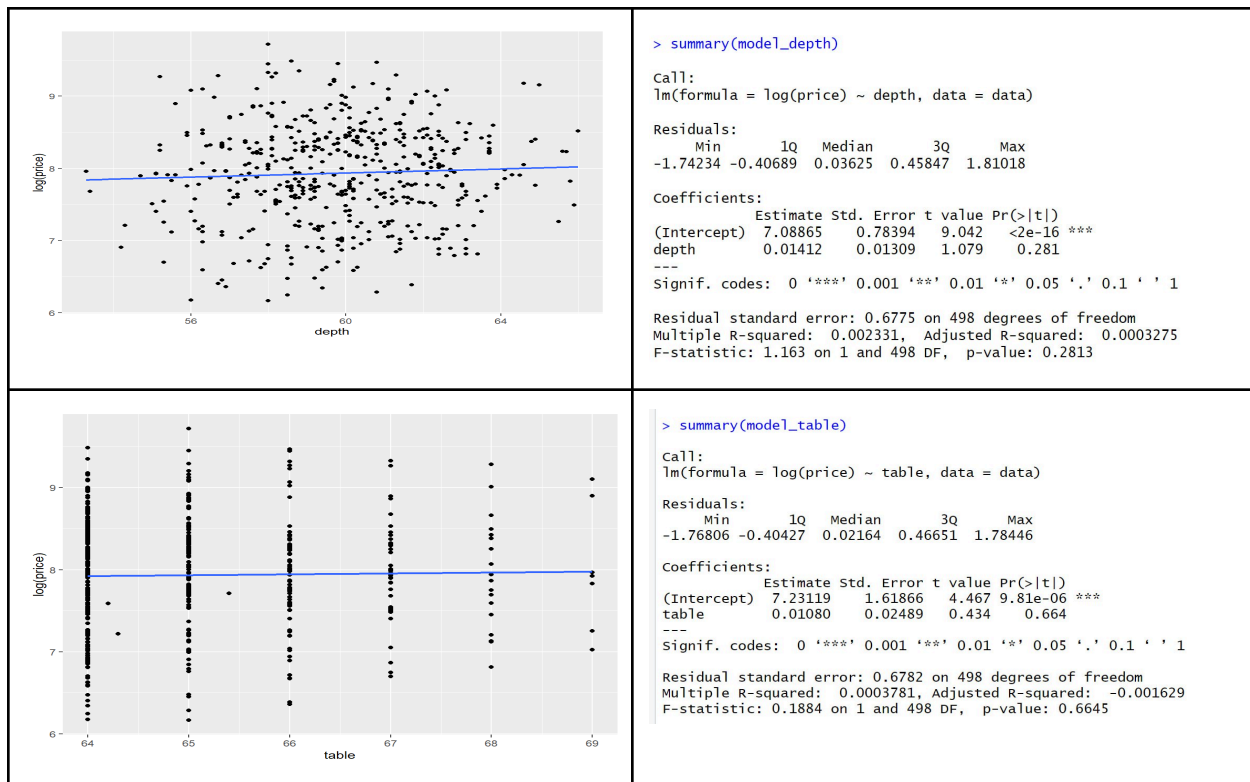 log(price)
9
8
7
6
56
60
64
depth
> summary(model_depth)
Call:
lm(formula = log(price) ~ depth, data = data)
Residuals:
Min 1Q Median 3Q Max
-1.74234 -0.40689 0.03625 0.45847 1.81018
Coefficients:
Estimate Std. Error t value Pr(>|t|)
(Intercept) 7.08865 0.78394 9.042 <2e-16 ***
depth 0.01412 0.01309 1.079 0.281
---
Signif. codes: 0 ‘***’ 0.001 ‘**’ 0.01 ‘*’ 0.05 ‘.’ 0.1 ‘ ’ 1
Residual standard error: 0.6775 on 498 degrees of freedom
Multiple R-squared: 0.002331, Adjusted R-squared: 0.0003275
F-statistic: 1.163 on 1 and 498 DF, p-value: 0.2813
log(price)
9
8
7
6
64
65
66
67
68
69
table
> summary(model_table)
Call:
lm(formula = log(price) ~ table, data = data)
Residuals:
Min 1Q Median 3Q Max
-1.76806 -0.40427 0.02164 0.46651 1.78446
Coefficients:
Estimate Std. Error t value Pr(>|t|)
(Intercept) 7.23119 1.61866 4.467 9.81e-06 ***
table 0.01080 0.02489 0.434 0.664
---
Signif. codes: 0 ‘***’ 0.001 ‘**’ 0.01 ‘*’ 0.05 ‘.’ 0.1 ‘ ’ 1
Residual standard error: 0.6782 on 498 degrees of freedom
Multiple R-squared: 0.0003781, Adjusted R-squared: -0.001629
F-statistic: 0.1884 on 1 and 498 DF, p-value: 0.6645